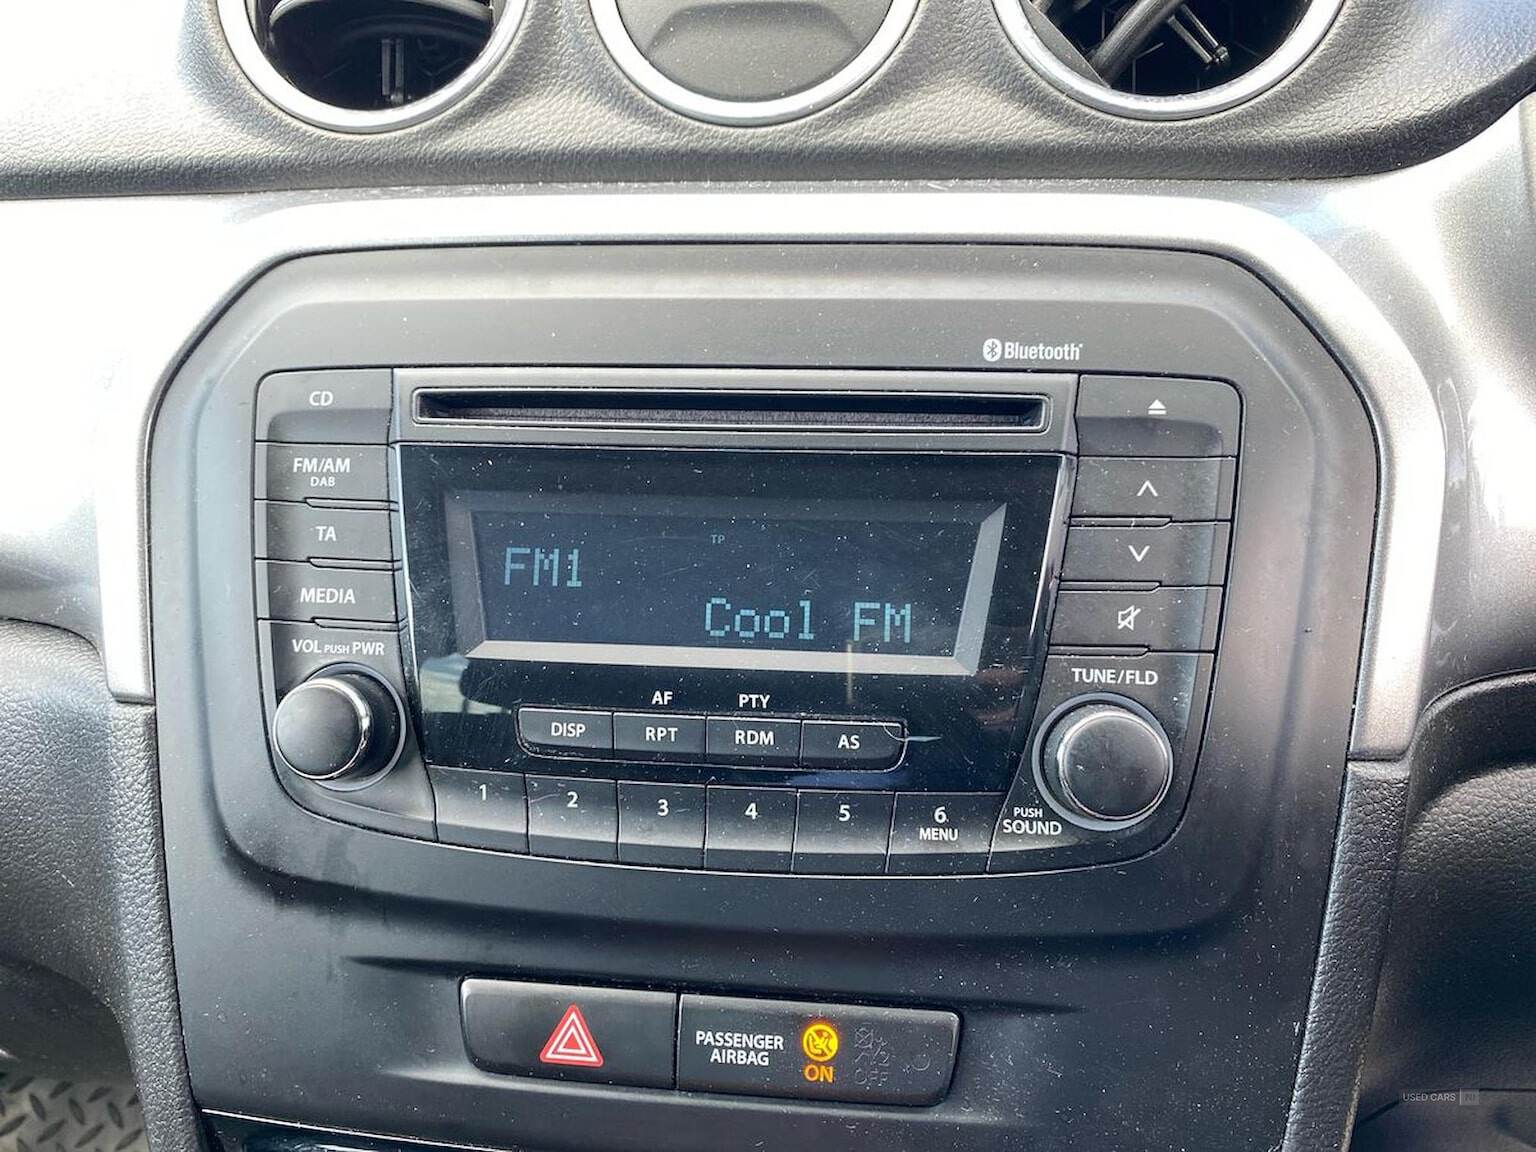 Bluetooth
CD
FM/AM
DAB
TA
MEDIA
VOL PUSH PWR
TP
FM1
Cool FM
AF PTY
DISP RPT RDM AS
TUNE/FLD
1 2 3 4 5 6
MENU
PUSH
SOUND
PASSENGER
AIRBAG
ON
OFF
USED CARS NI